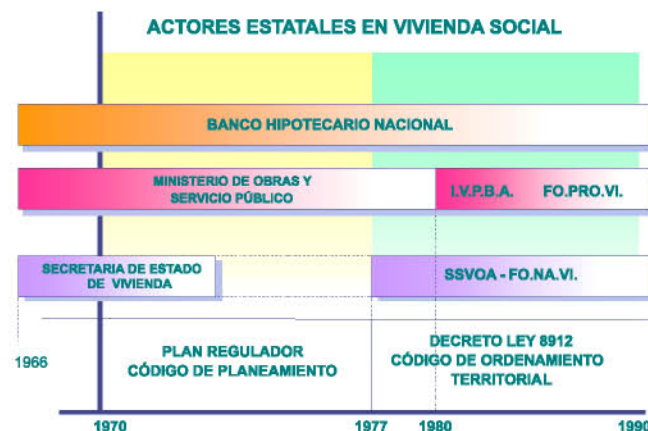 ACTORES ESTATALES EN VIVIENDA SOCIAL
BANCO HIPOTECARIO NACIONAL
MINISTERIO DE OBRAS Y
SERVICIO PÚBLICO
I.V.P.B.A. FO.PRO.VI.
SECRETARIA DE ESTADO
DE VIVIENDA
SSVOA - FO.NA.VI.
1966
PLAN REGULADOR
CÓDIGO DE PLANEAMIENTO
DECRETO LEY 8912
CÓDIGO DE ORDENAMIENTO
TERRITORIAL
1970 1977 1980 1990